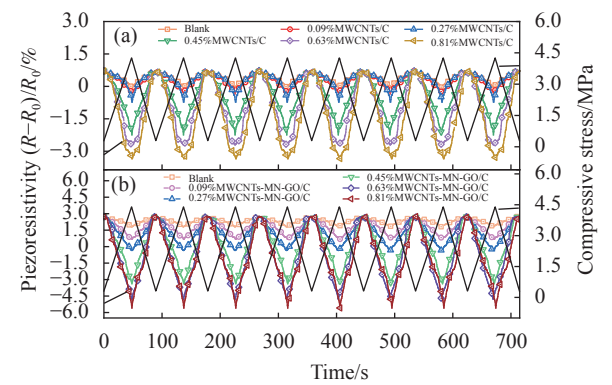 3.0
1.5
0
−1.5
−3.0
(a)
Blank 0.09%MWCNTs/C 0.27%MWCNTs/C
0.45%MWCNTs/C 0.63%MWCNTs/C 0.81%MWCNTs/C
6.0
4.5
3.0
1.5
0
6.0
4.5
3.0
1.5
0
−1.5
−3.0
−4.5
−6.0
(b)
Blank 0.45%MWCNTs-MN-GO/C
0.09%MWCNTs-MN-GO/C 0.63%MWCNTs-MN-GO/C
0.27%MWCNTs-MN-GO/C 0.81%MWCNTs-MN-GO/C
6.0
4.5
3.0
1.5
0
0 100 200 300 400 500 600 700
Time/s
Piezoresistivity (R−R0)/R0/%
Compressive stress/MPa